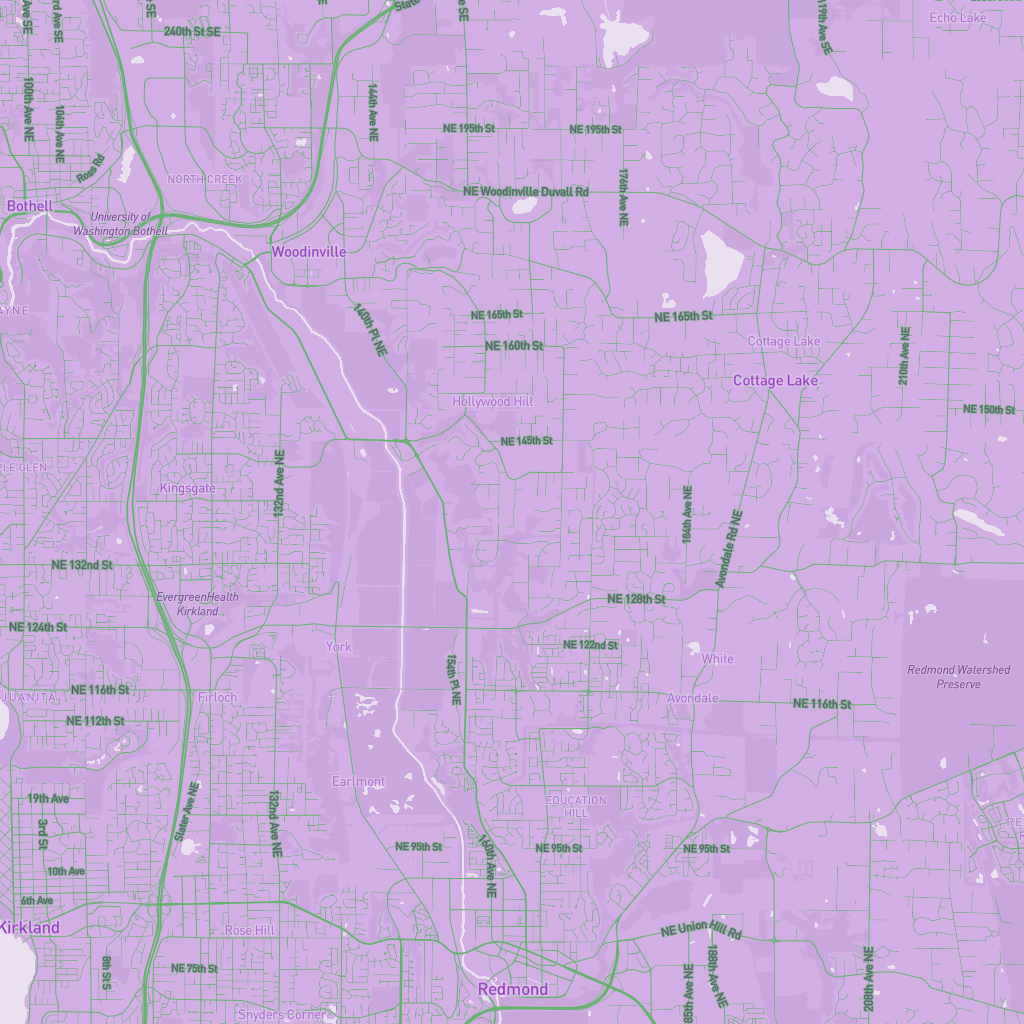 Echo Lake
119th Ave SE
240th St SE
100th Ave NE
104th Ave NE
144th Ave NE
NE 195th St
NE 195th St
Ross Rd
NORTH CREEK
NE Woodinville Duvall Rd
176th Ave NE
Bothell
University of
Washington Bothell
Woodinville
140th Pl NE
NE 165th St
NE 165th St
NE 160th St
Cottage Lake
Cottage Lake
210th Ave NE
Hollywood Hill
NE 150th St
NE 145th St
132nd Ave NE
Kingsgate
184th Ave NE
Avondale Rd NE
NE 132nd St
EvergreenHealth
Kirkland
NE 128th St
NE 124th St
NE 122nd St
York
154th Pl NE
White
Redmond Watershed
Preserve
NE 116th St
JUANITA
Firloch
Avondale
NE 116th St
NE 112th St
Earlmont
19th Ave
EDUCATION
HILL
Slater Ave NE
132nd Ave NE
3rd St
NE 95th St
160th Ave NE
NE 95th St
NE 95th St
10th Ave
6th Ave
Kirkland
Rose Hill
NE Union Hill Rd
8th St S
NE 75th St
188th Ave NE
208th Ave NE
Redmond
Snyders Corner